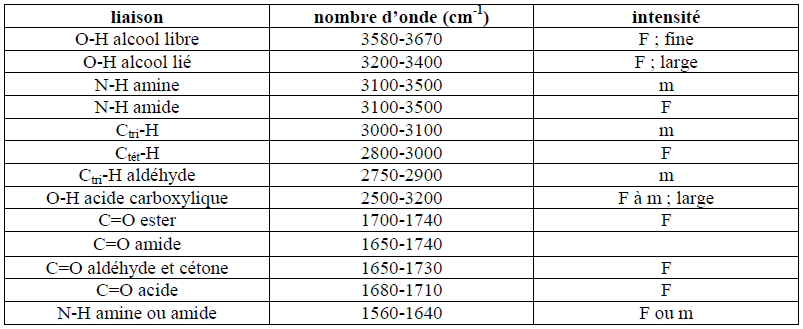 liaison nombre d'onde (cm-1) intensité
O-H alcool libre 3580-3670 F ; fine
O-H alcool lié 3200-3400 F ; large
N-H amine 3100-3500 m
N-H amide 3100-3500 F
Ctri-H 3000-3100 m
Ctét-H 2800-3000 F
Ctri-H aldéhyde 2750-2900 m
O-H acide carboxylique 2500-3200 F à m ; large
C=O ester 1700-1740 F
C=O amide 1650-1740
C=O aldéhyde et cétone 1650-1730 F
C=O acide 1680-1710 F
N-H amine ou amide 1560-1640 F ou m